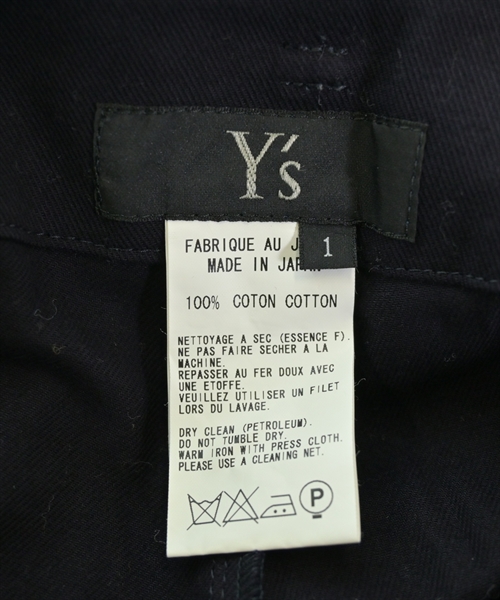 Y's
1
FABRIQUE AU J
MADE IN JAPAN
100% COTON COTTON
NETTOYAGE A SEC (ESSENCE F).
NE PAS FAIRE SECHER A LA
MACHINE.
REPASSER AU FER DOUX AVEC
UNE ETOFFE.
VEUILLEZ UTILISER UN FILET
LORS DU LAVAGE.
DRY CLEAN (PETROLEUM).
DO NOT TUMBLE DRY.
WARM IRON WITH PRESS CLOTH.
PLEASE USE A CLEANING NET.
P